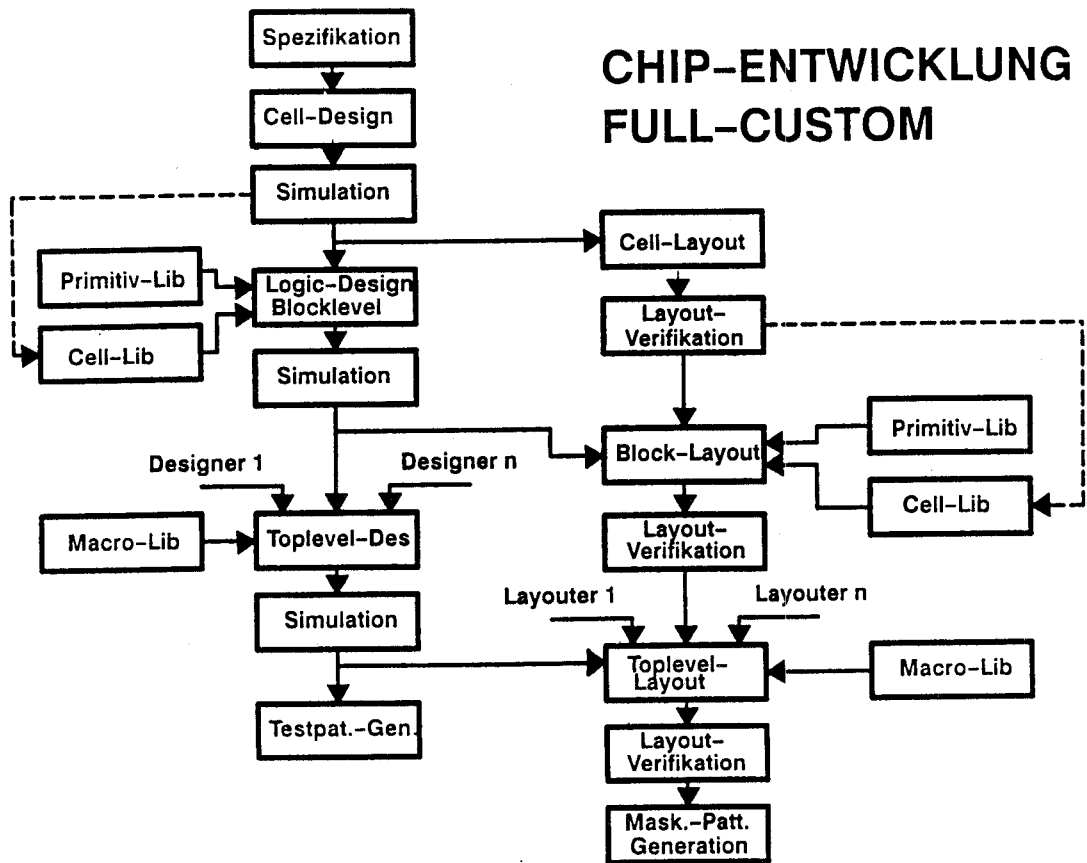 CHIP–ENTWICKLUNG
FULL–CUSTOM
Spezifikation
Cell–Design
Simulation
Cell–Layout
Primitiv–Lib
Logic–Design
Blocklevel
Layout–
Verifikation
Cell–Lib
Simulation
Primitiv–Lib
Block–Layout
Designer 1
Designer n
Cell–Lib
Macro–Lib
Toplevel–Des
Layout–
Verifikation
Simulation
Layouter 1
Layouter n
Toplevel–
Layout
Macro–Lib
Testpat.–Gen.
Layout–
Verifikation
Mask.–Patt.
Generation